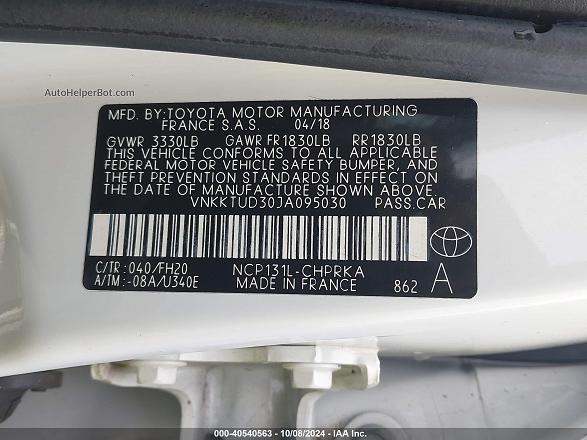 AutoHelperBot.com
MFD. BY:TOYOTA MOTOR MANUFACTURING
FRANCE S.A.S. 04/18
GVWR 3330LB GAWR FR1830LB RR1830LB
THIS VEHICLE CONFORMS TO ALL APPLICABLE
FEDERAL MOTOR VEHICLE SAFETY, BUMPER, AND
THEFT PREVENTION STANDARDS IN EFFECT ON
THE DATE OF MANUFACTURE SHOWN ABOVE.
VNKKTUD30JA095030 PASS.CAR
C/TR: 040/FH20 NCP131L-CHPRKA
A/TM: -08A/U340E MADE IN FRANCE 862 A
000-40540563 - 10/08/2024 - IAA, Inc.